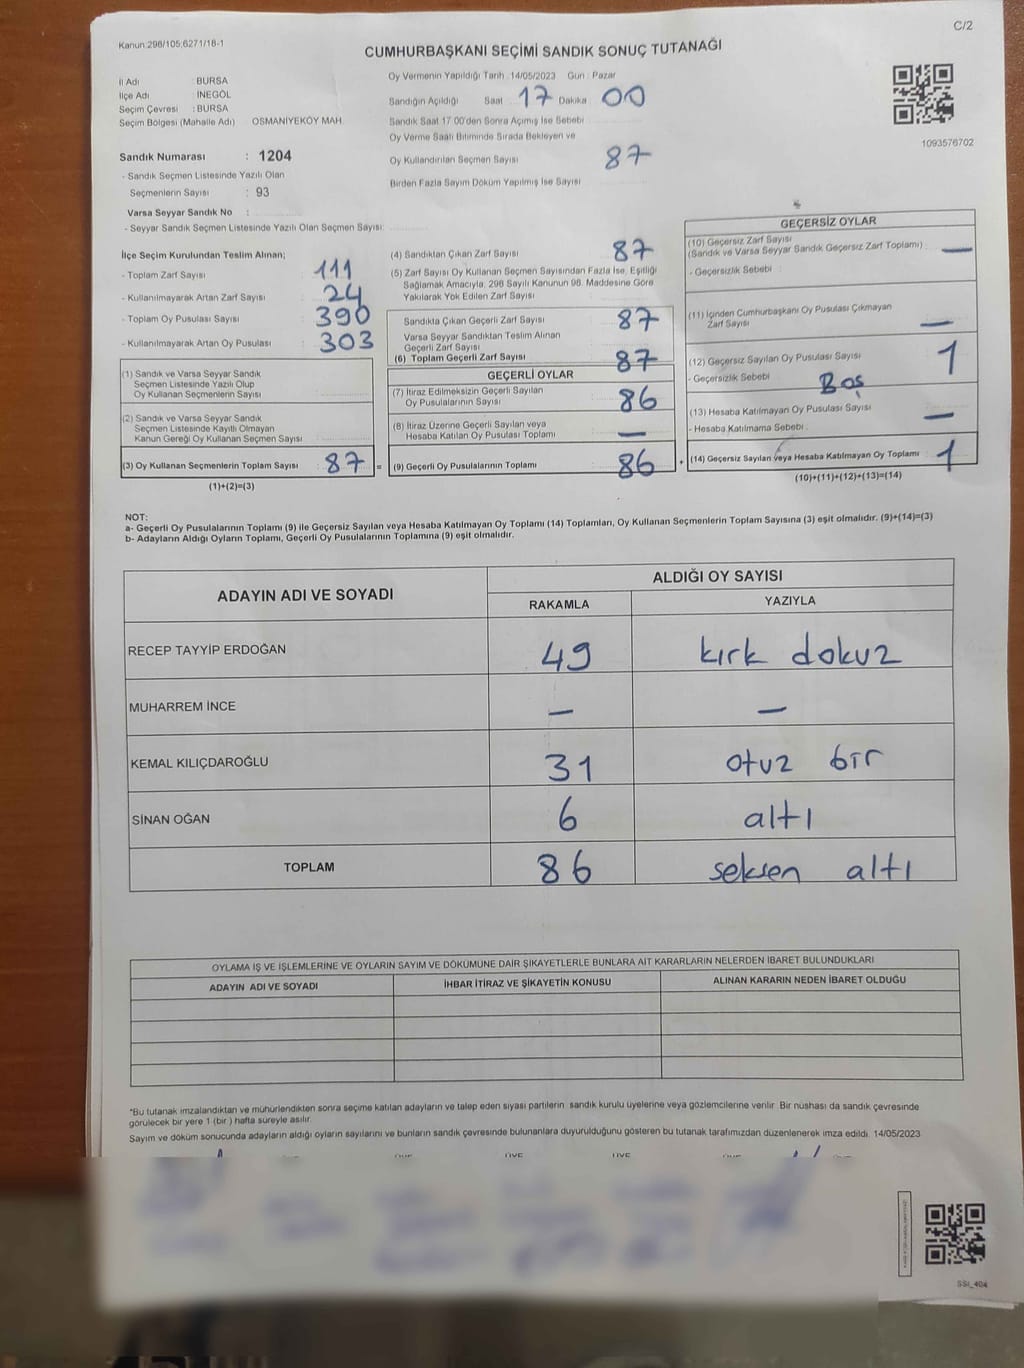 C/2
Kanun:298/105;6271/16-1
CUMHURBAŞKANI SEÇİMİ SANDIK SONUÇ TUTANAĞI
İl Adı : BURSA
İlçe Adı : İNEGÖL
Seçim Çevresi : BURSA
Seçim Bölgesi (Mahalle Adı) OSMANİYEKÖY MAH.
Sandık Numarası : 1204
- Sandık Seçmen Listesinde Yazılı Olan
Seçmenlerin Sayısı : 93
Varsa Seyyar Sandık No :
- Seyyar Sandık Seçmen Listesinde Yazılı Olan Seçmen Sayısı:
Oy Vermenin Yapıldığı Tarih :14/05/2023 Gün : Pazar
Sandığın Açıldığı Saat 17 Dakika 00
Sandık Saat 17.00'den Sonra Açımış İse Sebebi
Oy Verme Saati Bitiminde Sırada Bekleyen ve
Oy Kullandırılan Seçmen Sayısı 87
Birden Fazla Sayım Döküm Yapılmış İse Sayısı
1093576702
İlçe Seçim Kurulundan Teslim Alınan;
- Toplam Zarf Sayısı : 111
- Kullanılmayarak Artan Zarf Sayısı : 24
- Toplam Oy Pusulası Sayısı : 390
- Kullanılmayarak Artan Oy Pusulası : 303
(1) Sandık ve Varsa Seyyar Sandık
Seçmen Listesinde Yazılı Olup
Oy Kullanan Seçmenlerin Sayısı :
(2) Sandık ve Varsa Seyyar Sandık
Seçmen Listesinde Kayıtlı Olmayan
Kanun Gereği Oy Kullanan Seçmen Sayısı
(3) Oy Kullanan Seçmenlerin Toplam Sayısı : 87 =
(1)+(2)=(3)
(4) Sandıktan Çıkan Zarf Sayısı 87
(5) Zarf Sayısı Oy Kullanan Seçmen Sayısından Fazla İse, Eşitliği
Sağlamak Amacıyla, 298 Sayılı Kanunun 98. Maddesine Göre
Yakılarak Yok Edilen Zarf Sayısı
Sandıkta Çıkan Geçerli Zarf Sayısı 87
Varsa Seyyar Sandıktan Teslim Alınan
Geçerli Zarf Sayısı
(6) Toplam Geçerli Zarf Sayısı 87
GEÇERLİ OYLAR
(7) İtiraz Edilmeksizin Geçerli Sayılan
Oy Pusulalarının Sayısı 86
(8) İtiraz Üzerine Geçerli Sayılan veya
Hesaba Katılan Oy Pusulası Toplamı —
(9) Geçerli Oy Pusulalarının Toplamı 86 +
GEÇERSİZ OYLAR
(10) Geçersiz Zarf Sayısı
(Sandık ve Varsa Seyyar Sandık Geçersiz Zarf Toplamı) : —
- Geçersizlik Sebebi :
(11) İçinden Cumhurbaşkanı Oy Pusulası Çıkmayan
Zarf Sayısı —
(12) Geçersiz Sayılan Oy Pusulası Sayısı 1
- Geçersizlik Sebebi Boş
(13) Hesaba Katılmayan Oy Pusulası Sayısı —
- Hesaba Katılmama Sebebi :
(14) Geçersiz Sayılan veya Hesaba Katılmayan Oy Toplamı : 1
(10)+(11)+(12)+(13)=(14)
NOT:
a- Geçerli Oy Pusulalarının Toplamı (9) ile Geçersiz Sayılan veya Hesaba Katılmayan Oy Toplamı (14) Toplamları, Oy Kullanan Seçmenlerin Toplam Sayısına (3) eşit olmalıdır. (9)+(14)=(3)
b- Adayların Aldığı Oyların Toplamı, Geçerli Oy Pusulalarının Toplamına (9) eşit olmalıdır.
ADAYIN ADI VE SOYADI ALDIĞI OY SAYISI
RAKAMLA YAZIYLA
RECEP TAYYİP ERDOĞAN 49 kırk dokuz
MUHARREM İNCE — —
KEMAL KILIÇDAROĞLU 31 otuz bir
SİNAN OĞAN 6 altı
TOPLAM 86 seksen altı
OYLAMA İŞ VE İŞLEMLERİNE VE OYLARIN SAYIM VE DÖKÜMÜNE DAİR ŞİKAYETLERLE BUNLARA AİT KARARLARIN NELERDEN İBARET BULUNDUKLARI
ADAYIN ADI VE SOYADI İHBAR İTİRAZ VE ŞİKAYETİN KONUSU ALINAN KARARIN NEDEN İBARET OLDUĞU
*Bu tutanak imzalandıktan ve mühürlendikten sonra seçime katılan adayların ve talep eden siyasi partilerin sandık kurulu üyelerine veya gözlemcilerine verilir. Bir nüshası da sandık çevresinde
görülecek bir yere 1 (bir ) hafta süreyle asılır.
Sayım ve döküm sonucunda adayların aldığı oyların sayılarını ve bunların sandık çevresinde bulunanlara duyurulduğunu gösteren bu tutanak tarafımızdan düzenlenerek imza edildi. 14/05/2023
SSI_404